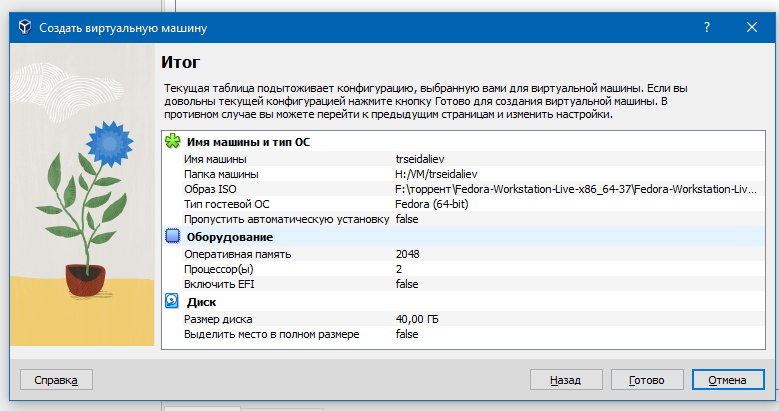 Создать виртуальную машину
Итог
Текущая таблица подытоживает конфигурацию, выбранную вами для виртуальной машины. Если вы
довольны текущей конфигурацией нажмите кнопку Готово для создания виртуальной машины. В
противном случае вы можете перейти к предыдущим страницам и изменить настройки.
Имя машины и тип ОС
Имя машины trseidaliev
Папка машины H:/VM/trseidaliev
Образ ISO F:\торрент\Fedora-Workstation-Live-x86_64-37\Fedora-Workstation-Liv...
Тип гостевой ОС Fedora (64-bit)
Пропустить автоматическую установку false
Оборудование
Оперативная память 2048
Процессор(ы) 2
Включить EFI false
Диск
Размер диска 40,00 ГБ
Выделить место в полном размере false
Справка Назад Готово Отмена